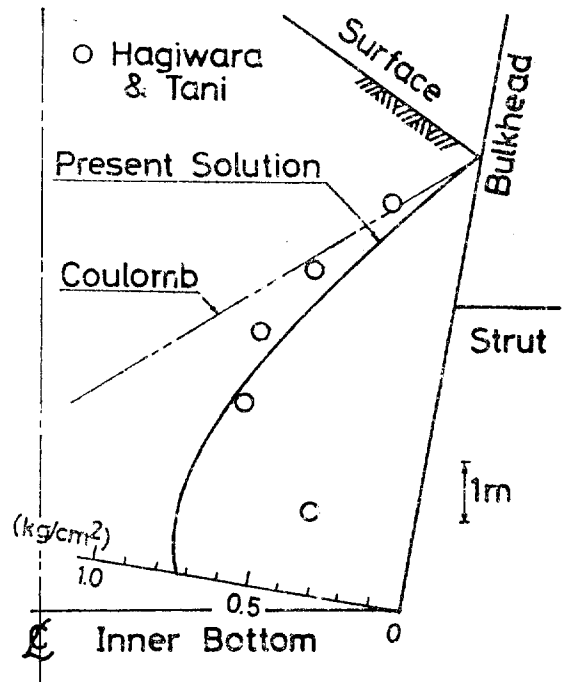 ○ Hagiwara
& Tani
Surface
Bulkhead
Present Solution
Coulomb
Strut
1m
(kg/cm²)
1.0
0.5
0
℄ Inner Bottom